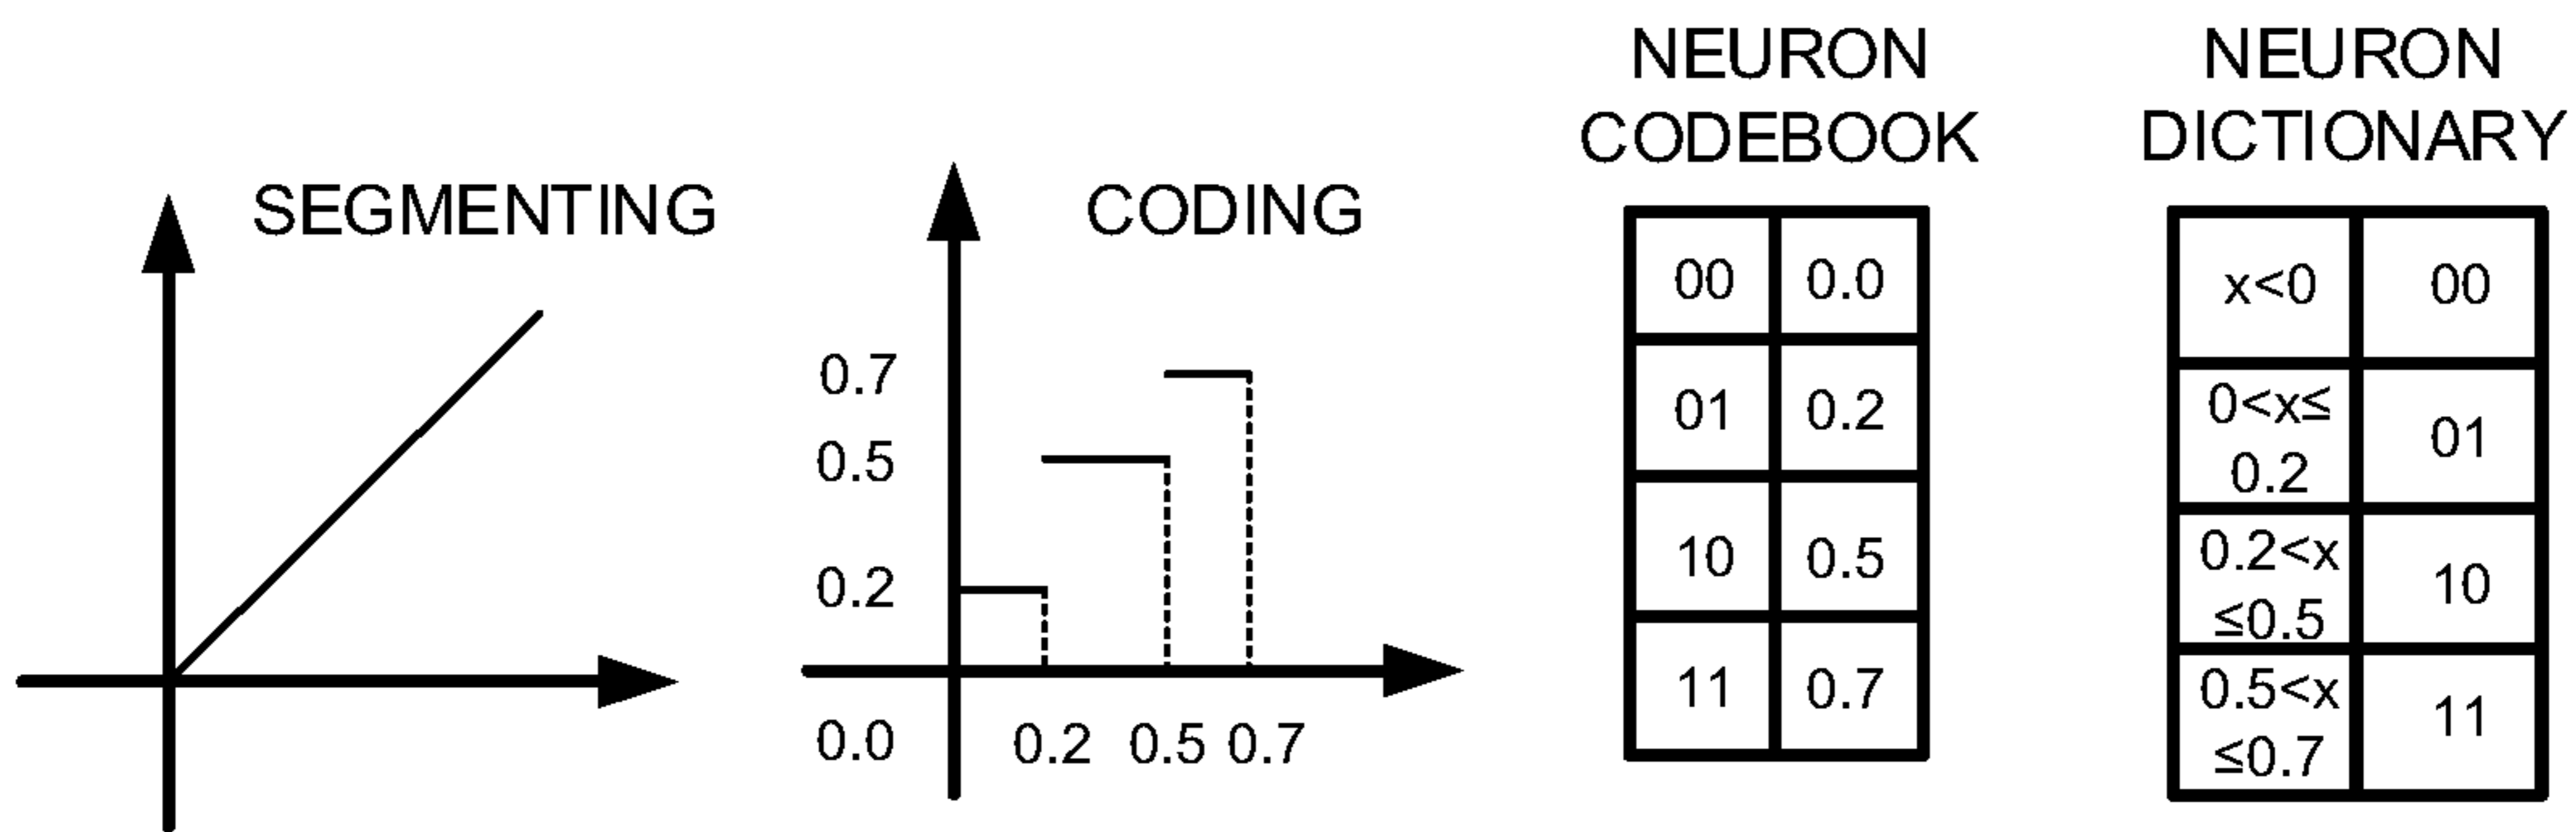 SEGMENTING
CODING
0.7
0.5
0.2
0.0
0.2 0.5 0.7
NEURON
CODEBOOK
00 0.0
01 0.2
10 0.5
11 0.7
NEURON
DICTIONARY
x<0 00
0<x≤
0.2
01
0.2<x
≤0.5
10
0.5<x
≤0.7
11